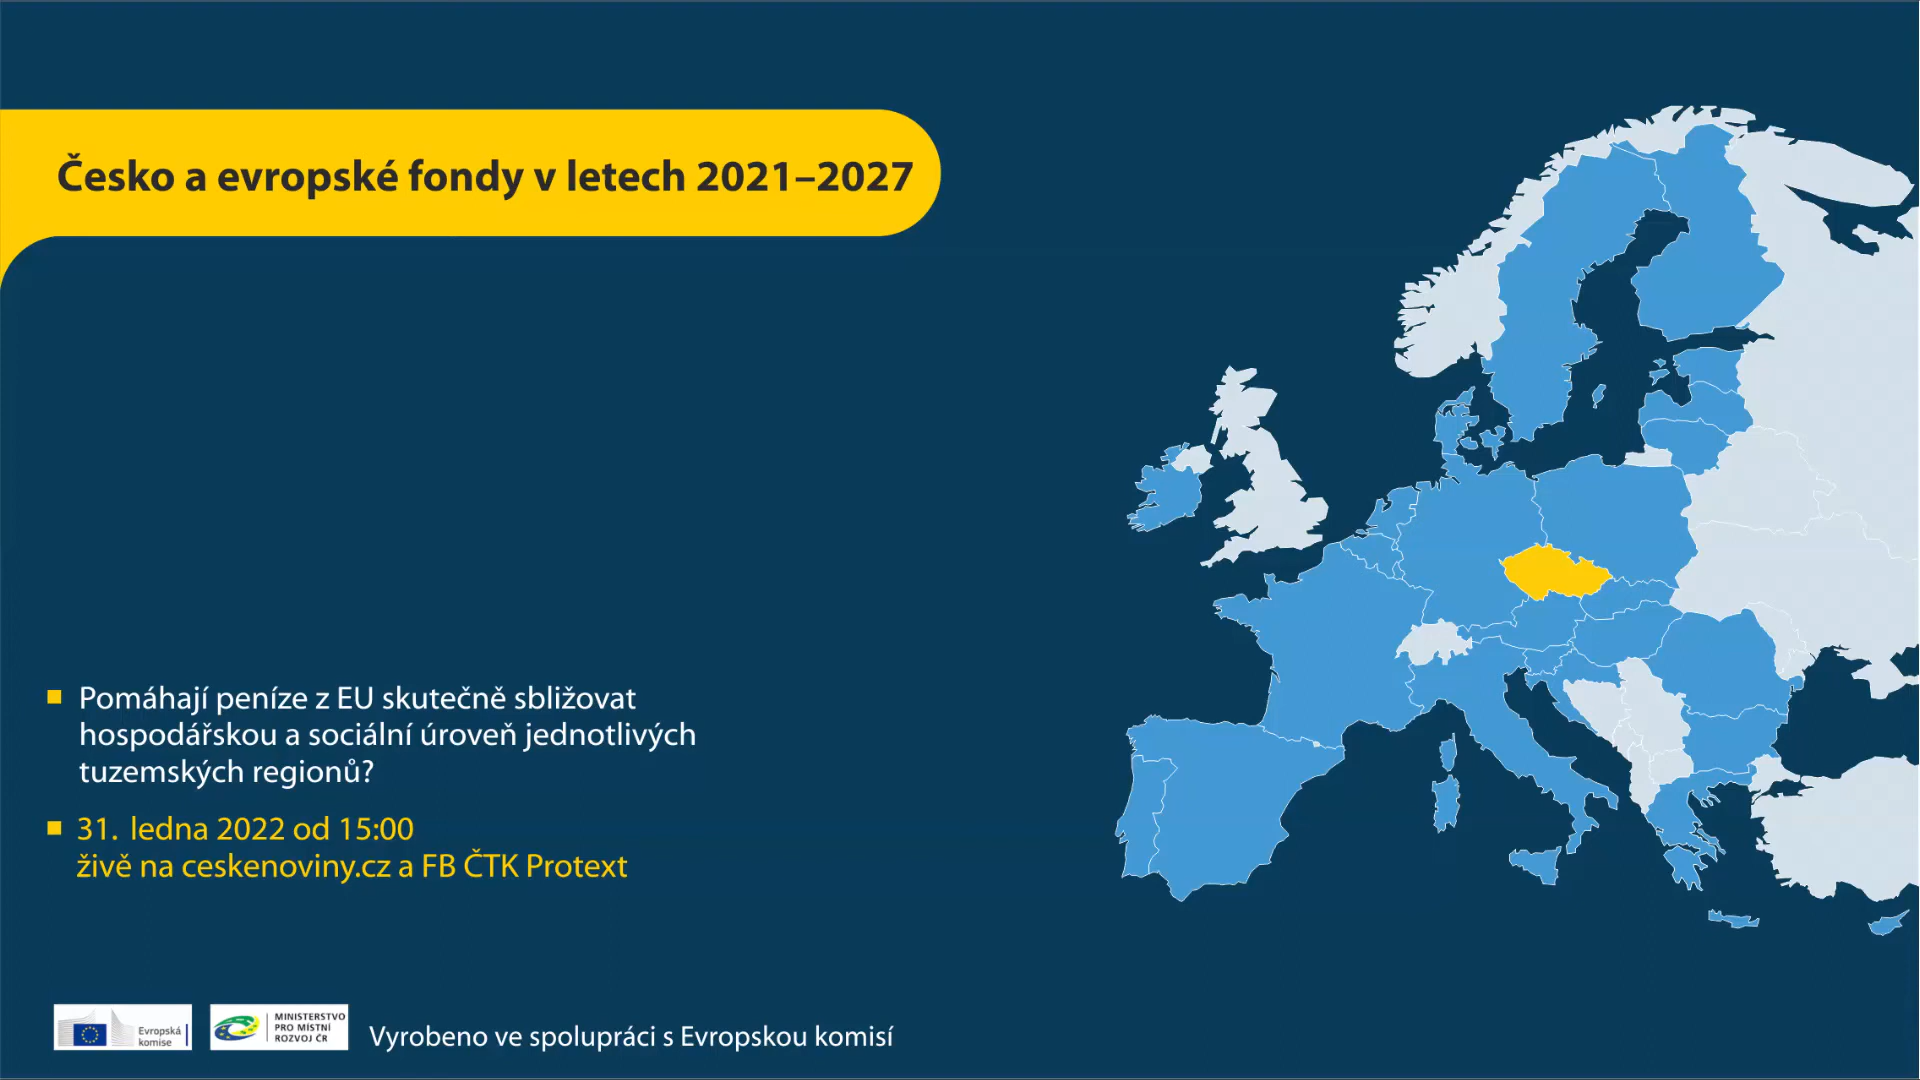 Česko a evropské fondy v letech 2021–2027
Pomáhají peníze z EU skutečně sbližovat
hospodářskou a sociální úroveň jednotlivých
tuzemských regionů?
31. ledna 2022 od 15:00
živě na ceskenoviny.cz a FB ČTK Protext
Evropská
komise
MINISTERSTVO
PRO MÍSTNÍ
ROZVOJ ČR
Vyrobeno ve spolupráci s Evropskou komisí